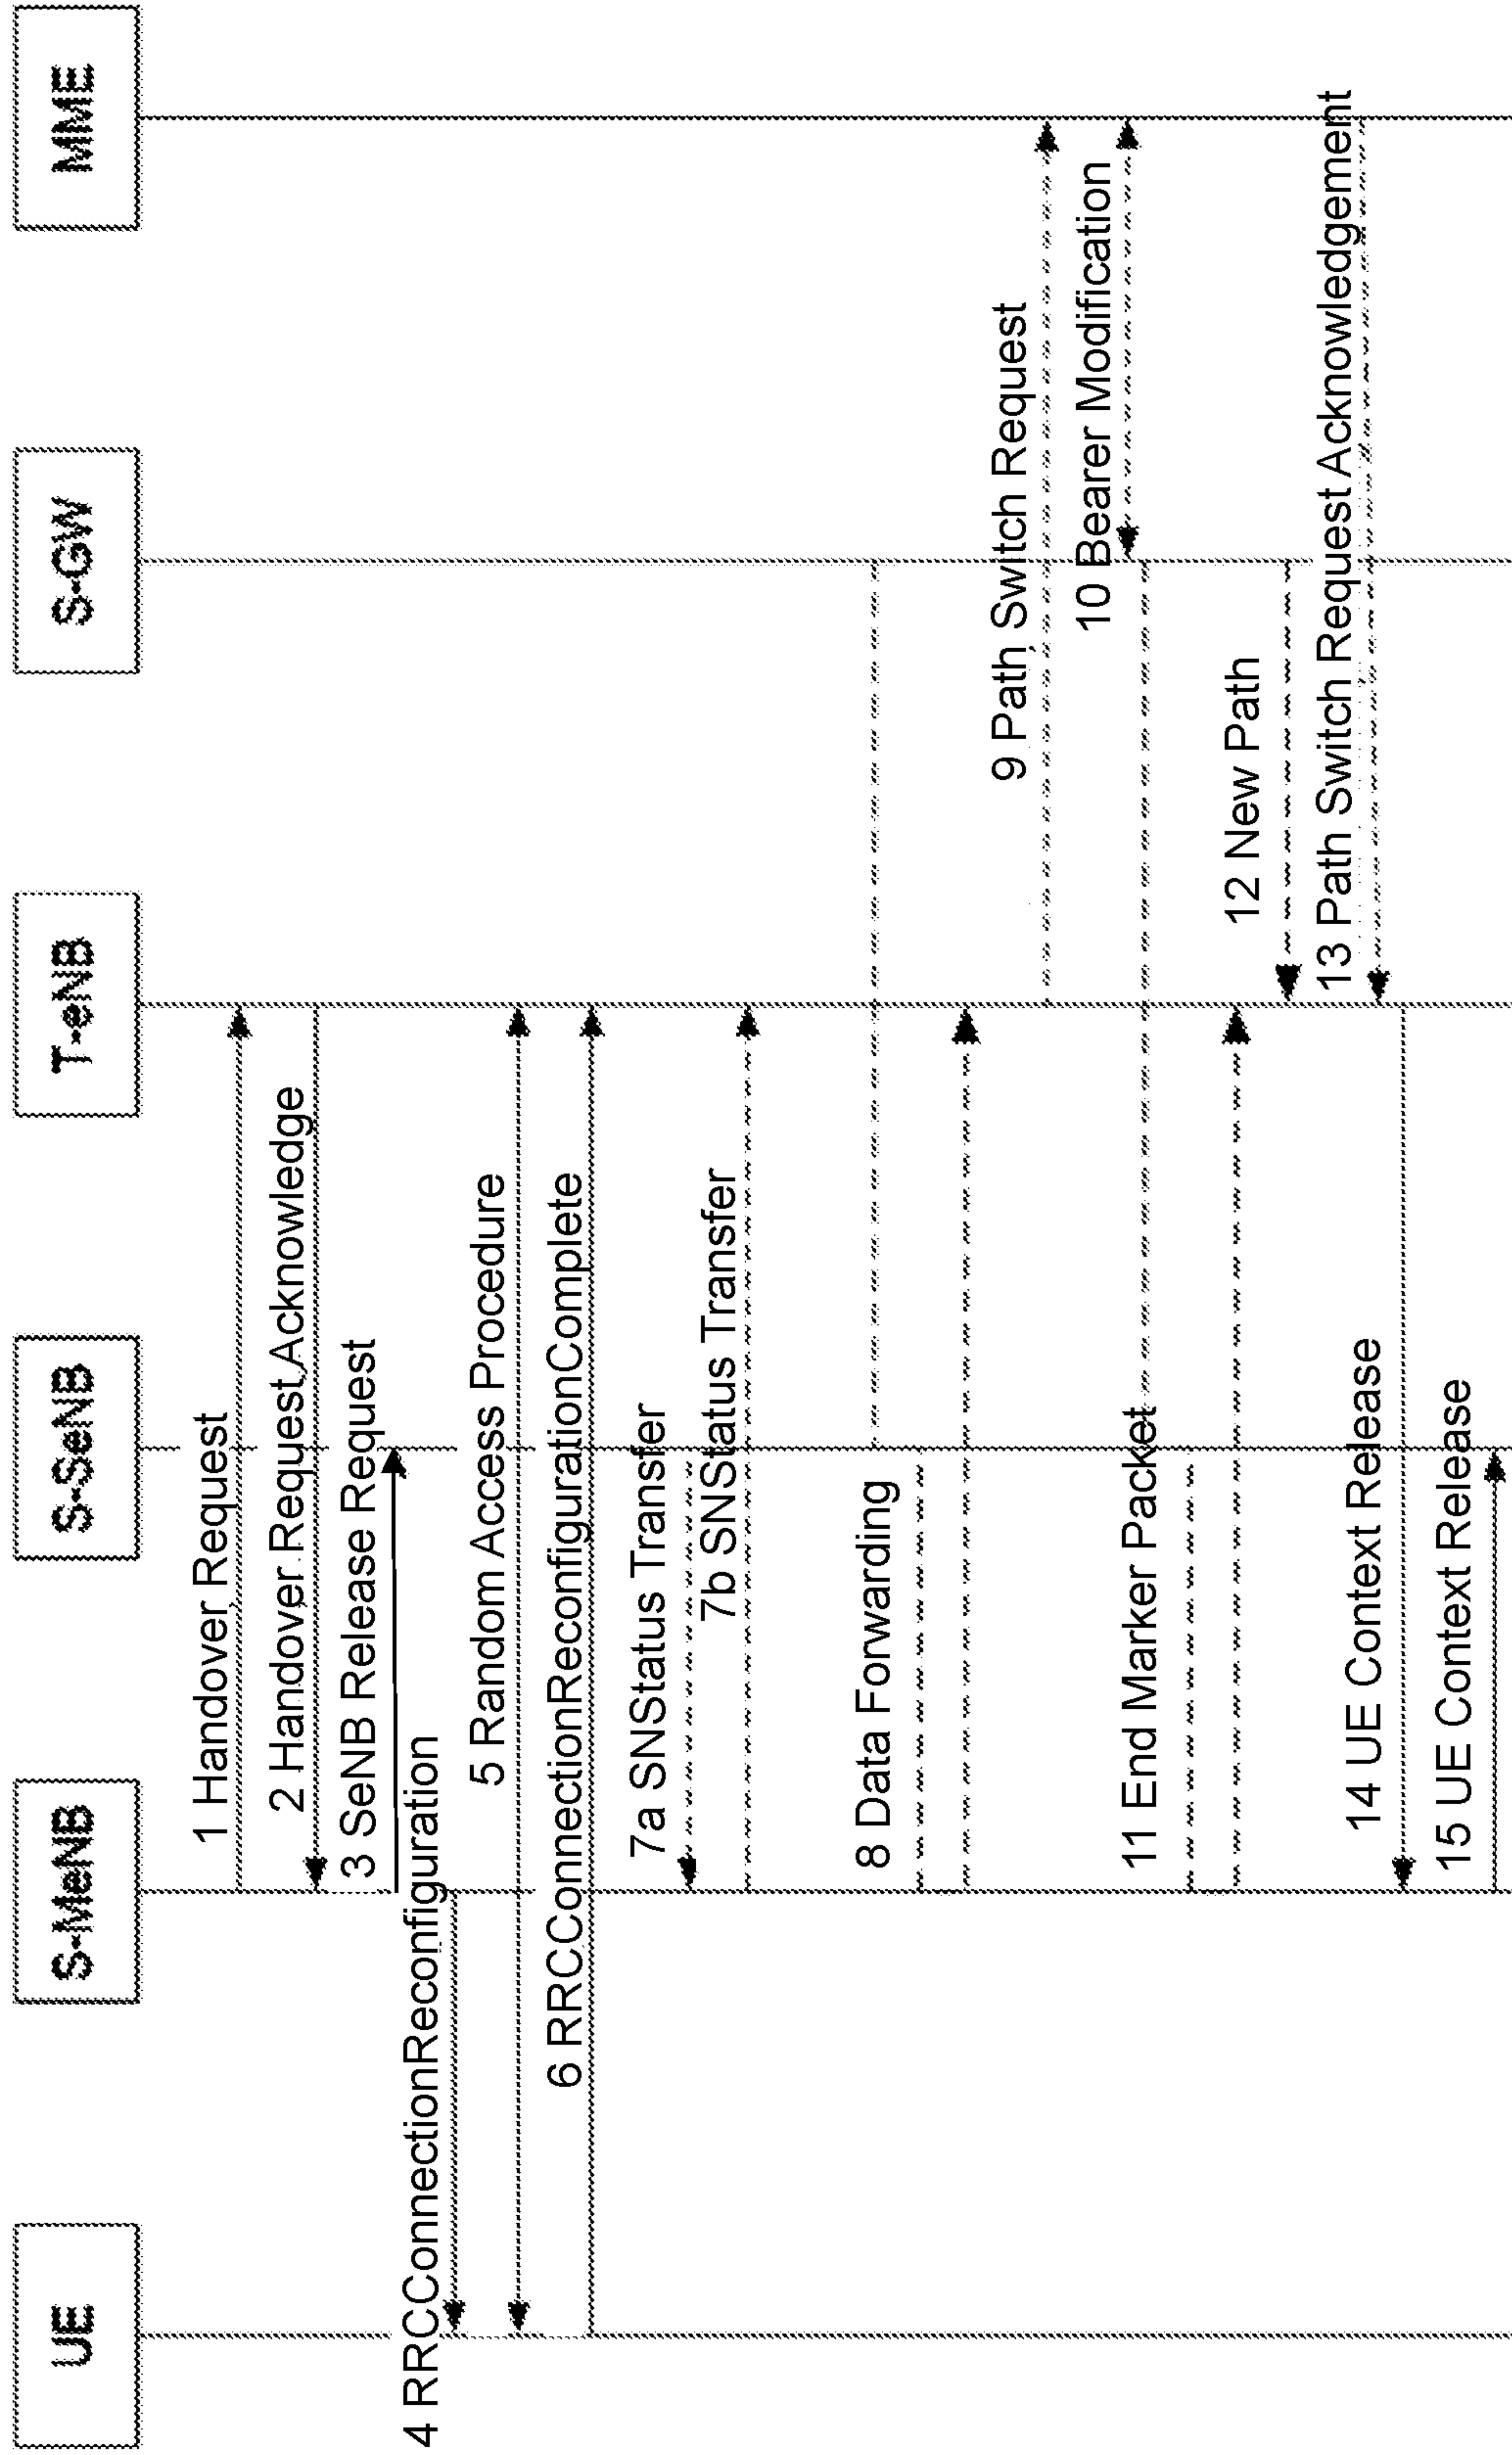 UE
S-MeNB
S-SeNB
T-eNB
S-GW
MME
1 Handover Request
2 Handover Request Acknowledge
3 SeNB Release Request
4 RRCConnectionReconfiguration
5 Random Access Procedure
6 RRCConnectionReconfigurationComplete
7a SNStatus Transfer
7b SNStatus Transfer
8 Data Forwarding
9 Path Switch Request
10 Bearer Modification
11 End Marker Packet
12 New Path
13 Path Switch Request Acknowledgement
14 UE Context Release
15 UE Context Release